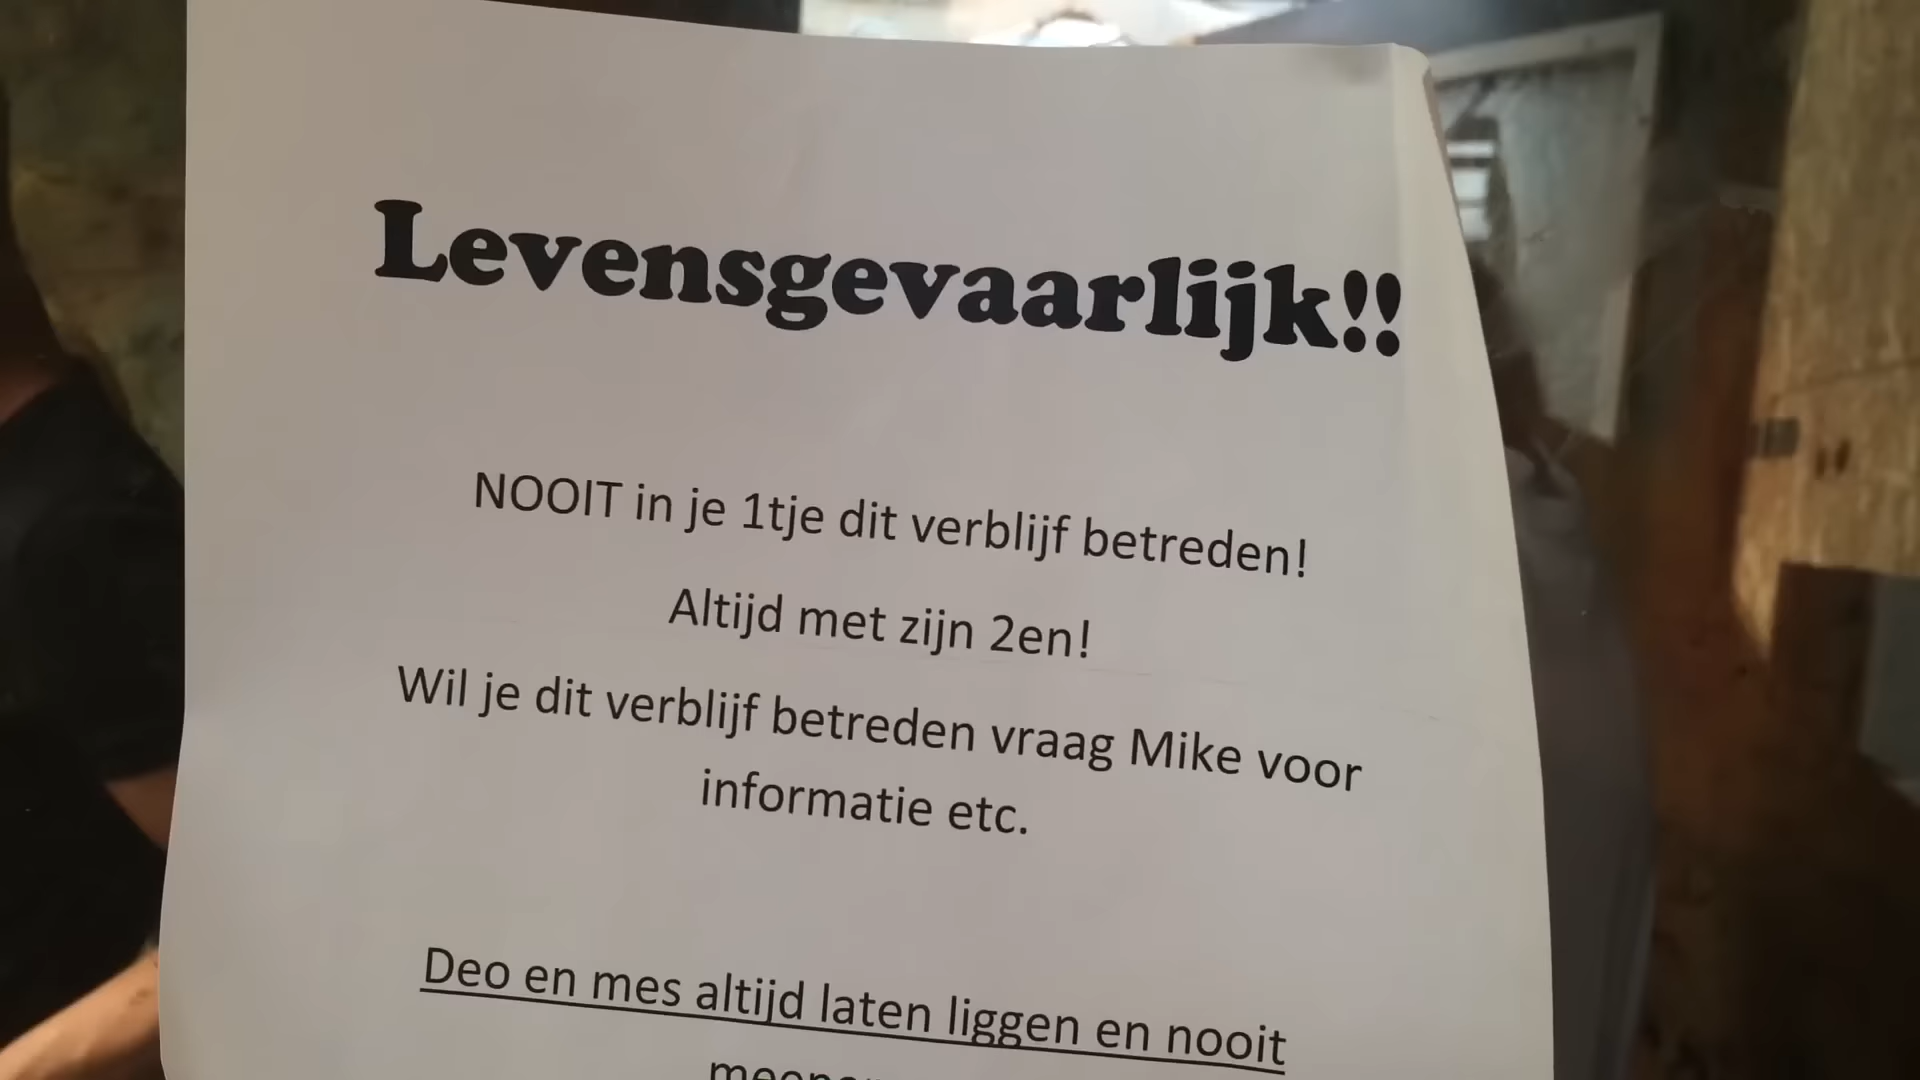 Levensgevaarlijk!!
NOOIT in je 1tje dit verblijf betreden!
Altijd met zijn 2en!
Wil je dit verblijf betreden vraag Mike voor
informatie etc.
Deo en mes altijd laten liggen en nooit